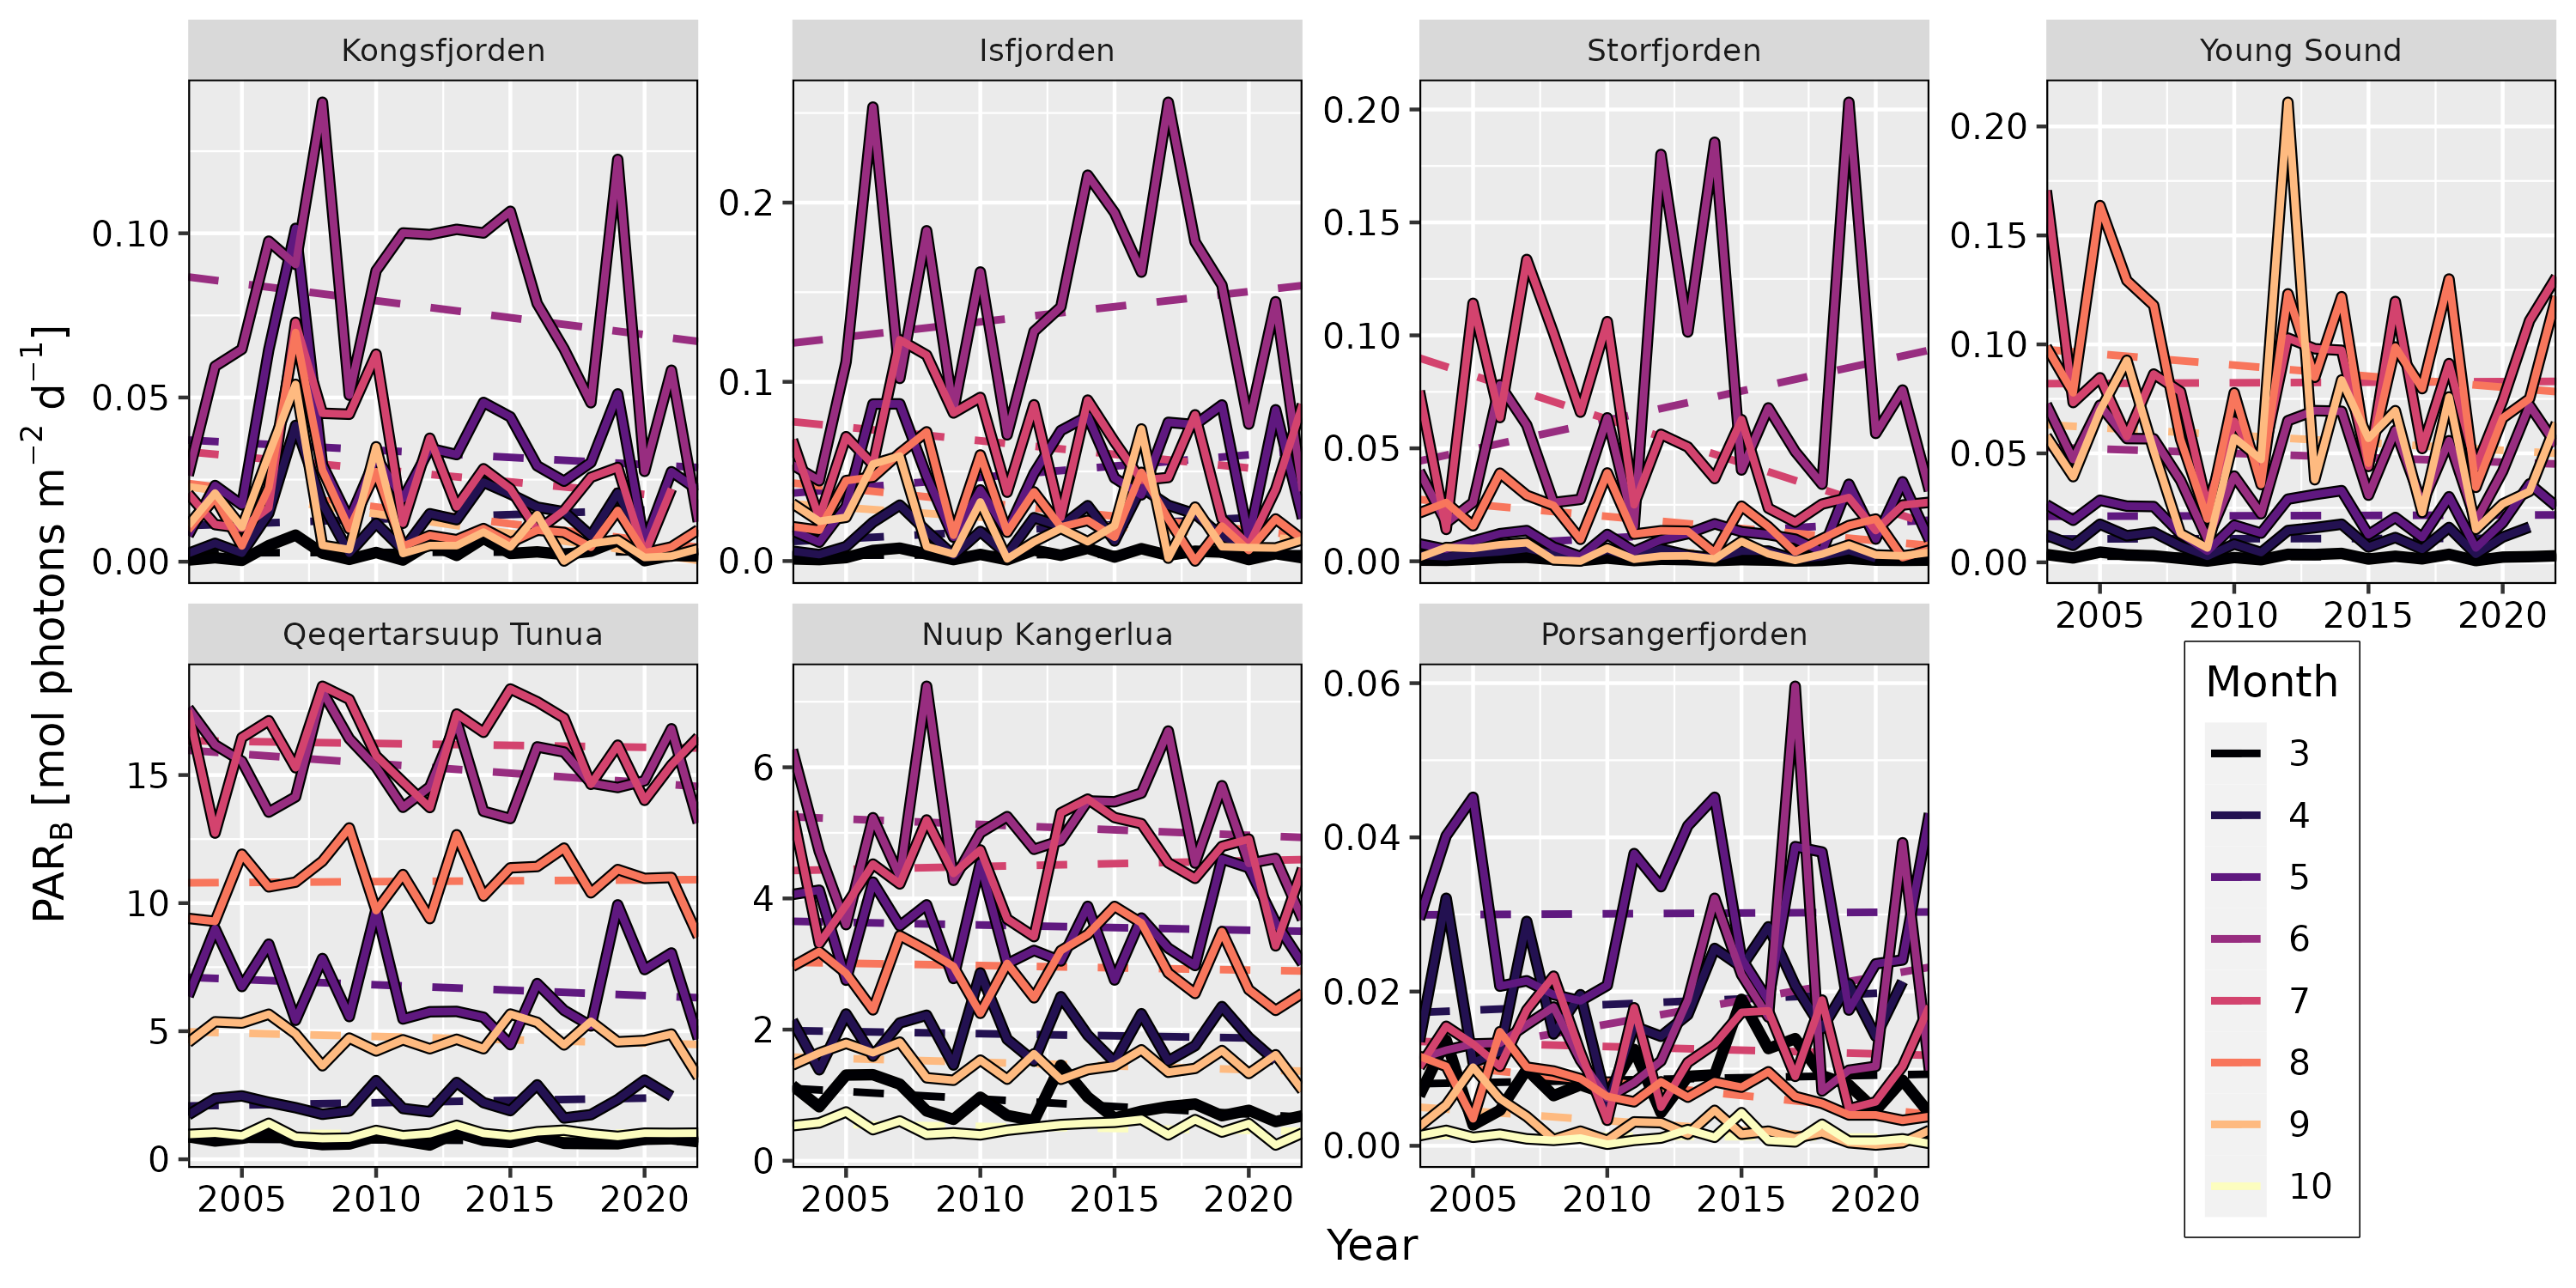 Kongsfjorden
Isfjorden
Storfjorden
Young Sound
0.10
0.05
0.00
0.2
0.1
0.0
0.20
0.15
0.10
0.05
0.00
0.20
0.15
0.10
0.05
0.00
2005 2010 2015 2020
PAR_B [mol photons m⁻² d⁻¹]
Qeqertarsuup Tunua
Nuup Kangerlua
Porsangerfjorden
15
10
5
0
6
4
2
0
0.06
0.04
0.02
0.00
2005 2010 2015 2020
2005 2010 2015 2020
2005 2010 2015 2020
Year
Month
3
4
5
6
7
8
9
10